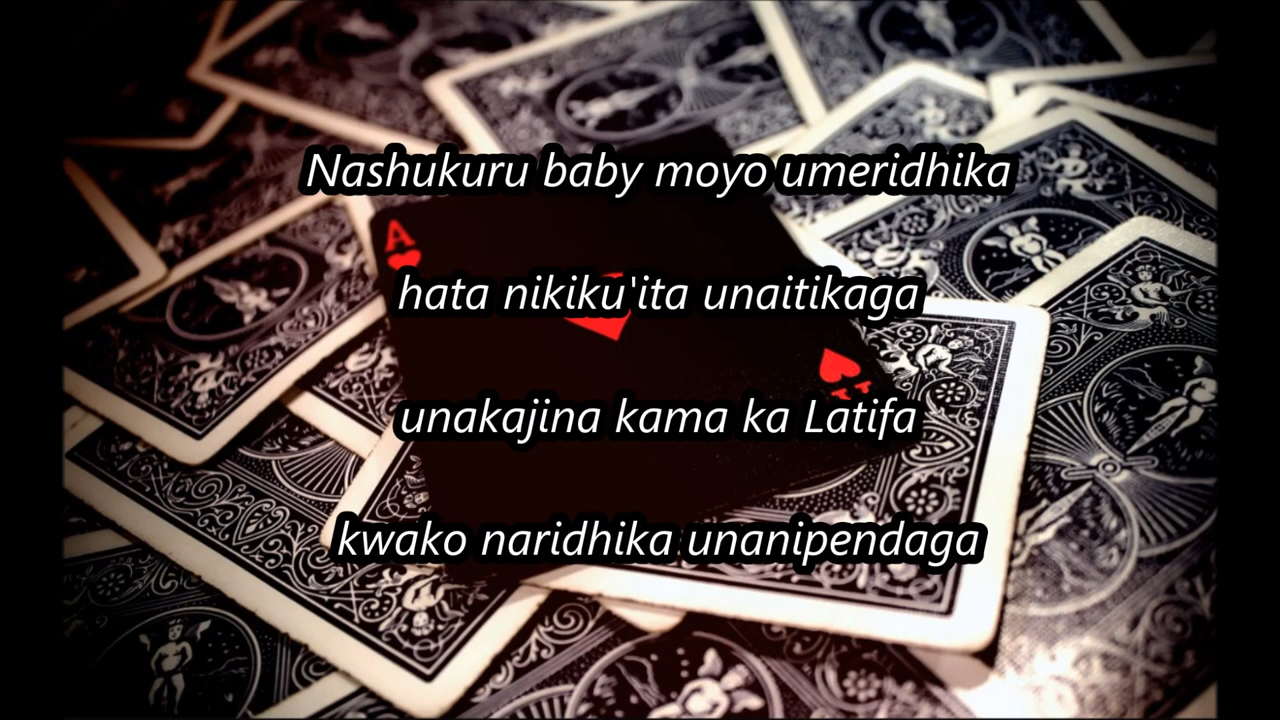 Nashukuru baby moyo umeridhika
A
hata nikiku'ita unaitikaga
unakajina kama ka Latifa
kwako naridhika unanipendaga